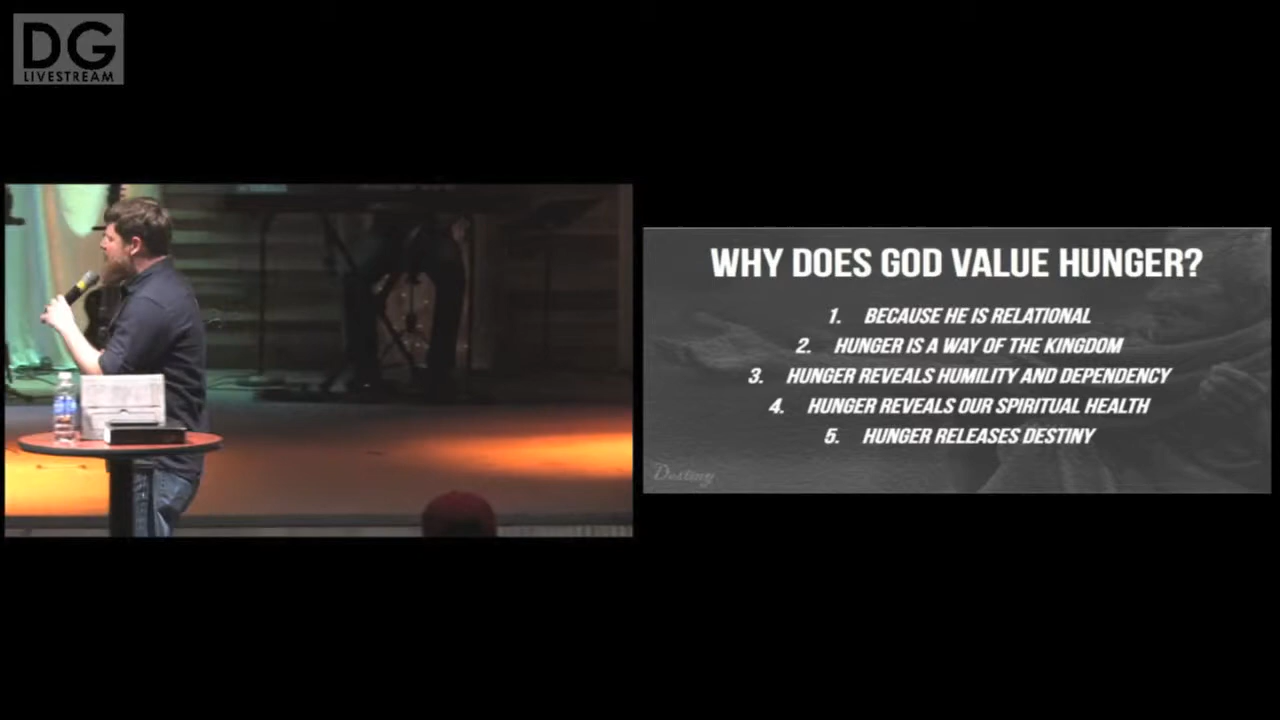 DG
LIVESTREAM
WHY DOES GOD VALUE HUNGER?
1. BECAUSE HE IS RELATIONAL
2. HUNGER IS A WAY OF THE KINGDOM
3. HUNGER REVEALS HUMILITY AND DEPENDENCY
4. HUNGER REVEALS OUR SPIRITUAL HEALTH
5. HUNGER RELEASES DESTINY
Destiny